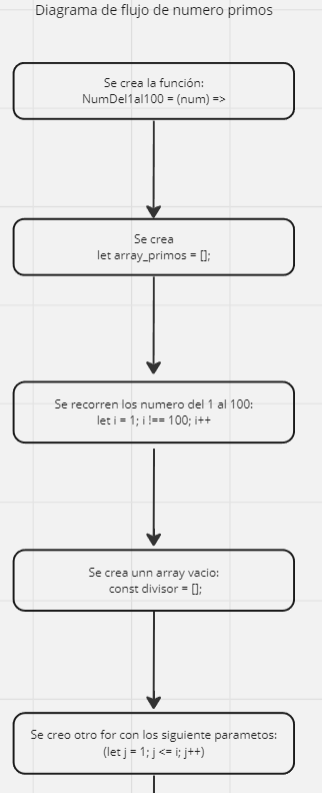 Diagrama de flujo de numero primos
Se crea la función:
NumDel1al100 = (num) =>
Se crea
let array_primos = [];
Se recorren los numero del 1 al 100:
let i = 1; i !== 100; i++
Se crea unn array vacio:
const divisor = [];
Se creo otro for con los siguiente parametos:
(let j = 1; j <= i; j++)